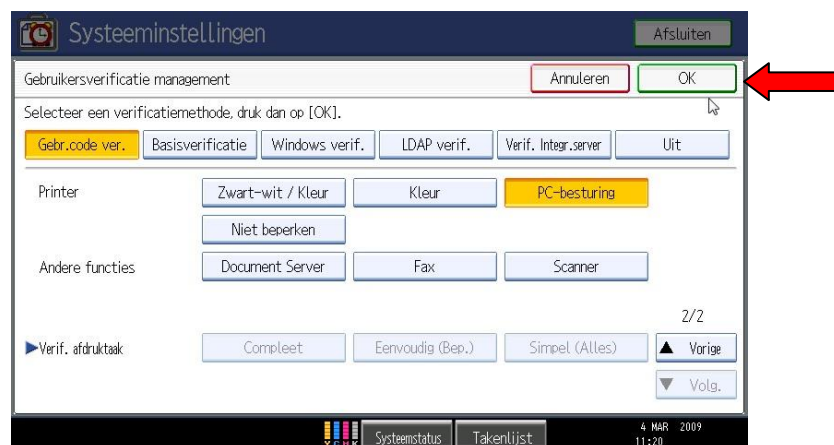 Systeeminstellingen Afsluiten
Gebruikersverificatie management Annuleren OK
Selecteer een verificatiemethode, druk dan op [OK].
Gebr.code ver. Basisverificatie Windows verif. LDAP verif. Verif. Integr.server Uit
Printer Zwart-wit / Kleur Kleur PC-besturing
Niet beperken
Andere functies Document Server Fax Scanner
2/2
▶Verif. afdruktaak Compleet Eenvoudig (Bep.) Simpel (Alles) ▲ Vorige
▼ Volg.
Y C M K Systeemstatus Takenlijst 4 MAR 2009
11:20